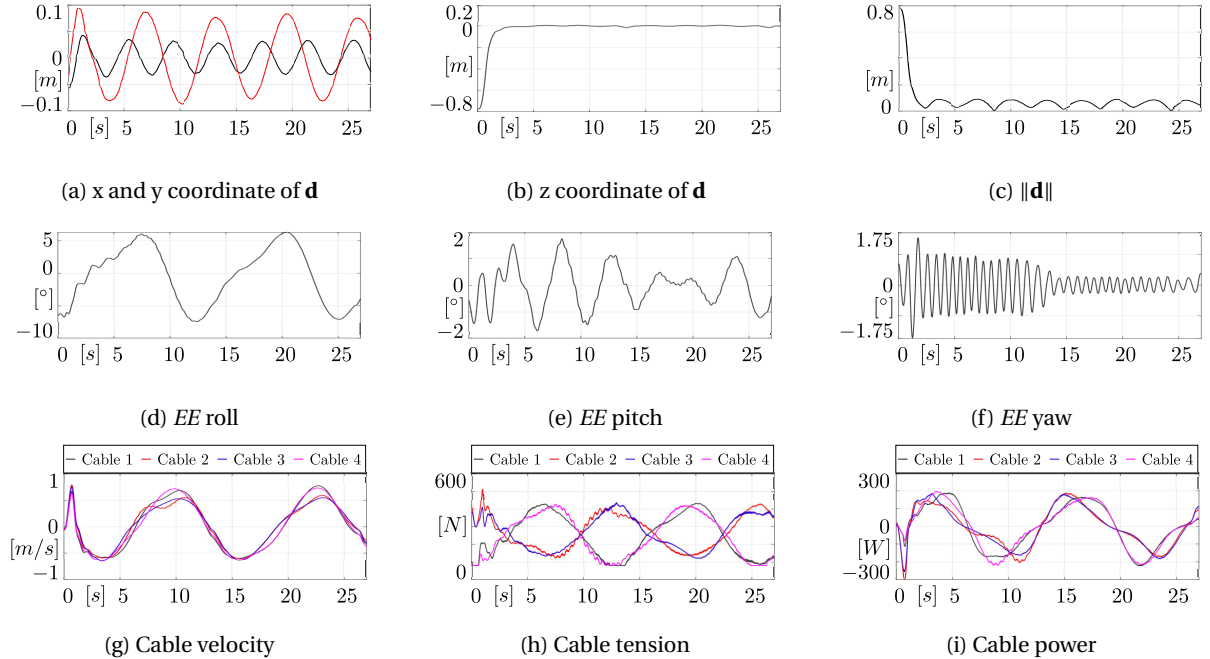 0.1
0
[m]
−0.1
0 [s] 5 10 15 20 25
(a) x and y coordinate of d
0.2
0
[m]
−0.8
0 [s] 5 10 15 20 25
(b) z coordinate of d
0.8
[m]
0
0 [s] 5 10 15 20 25
(c) ∥d∥
5
0
[°]
−10
0 [s] 5 10 15 20 25
(d) EE roll
2
0
[°]
−2
0 [s] 5 10 15 20 25
(e) EE pitch
1.75
0
[°]
−1.75
0 [s] 5 10 15 20 25
(f) EE yaw
Cable 1 Cable 2 Cable 3 Cable 4
1
0
[m/s]
−1
0 [s] 5 10 15 20 25
(g) Cable velocity
Cable 1 Cable 2 Cable 3 Cable 4
600
[N]
0
0 [s] 5 10 15 20 25
(h) Cable tension
Cable 1 Cable 2 Cable 3 Cable 4
300
0
[W]
−300
0 [s] 5 10 15 20 25
(i) Cable power